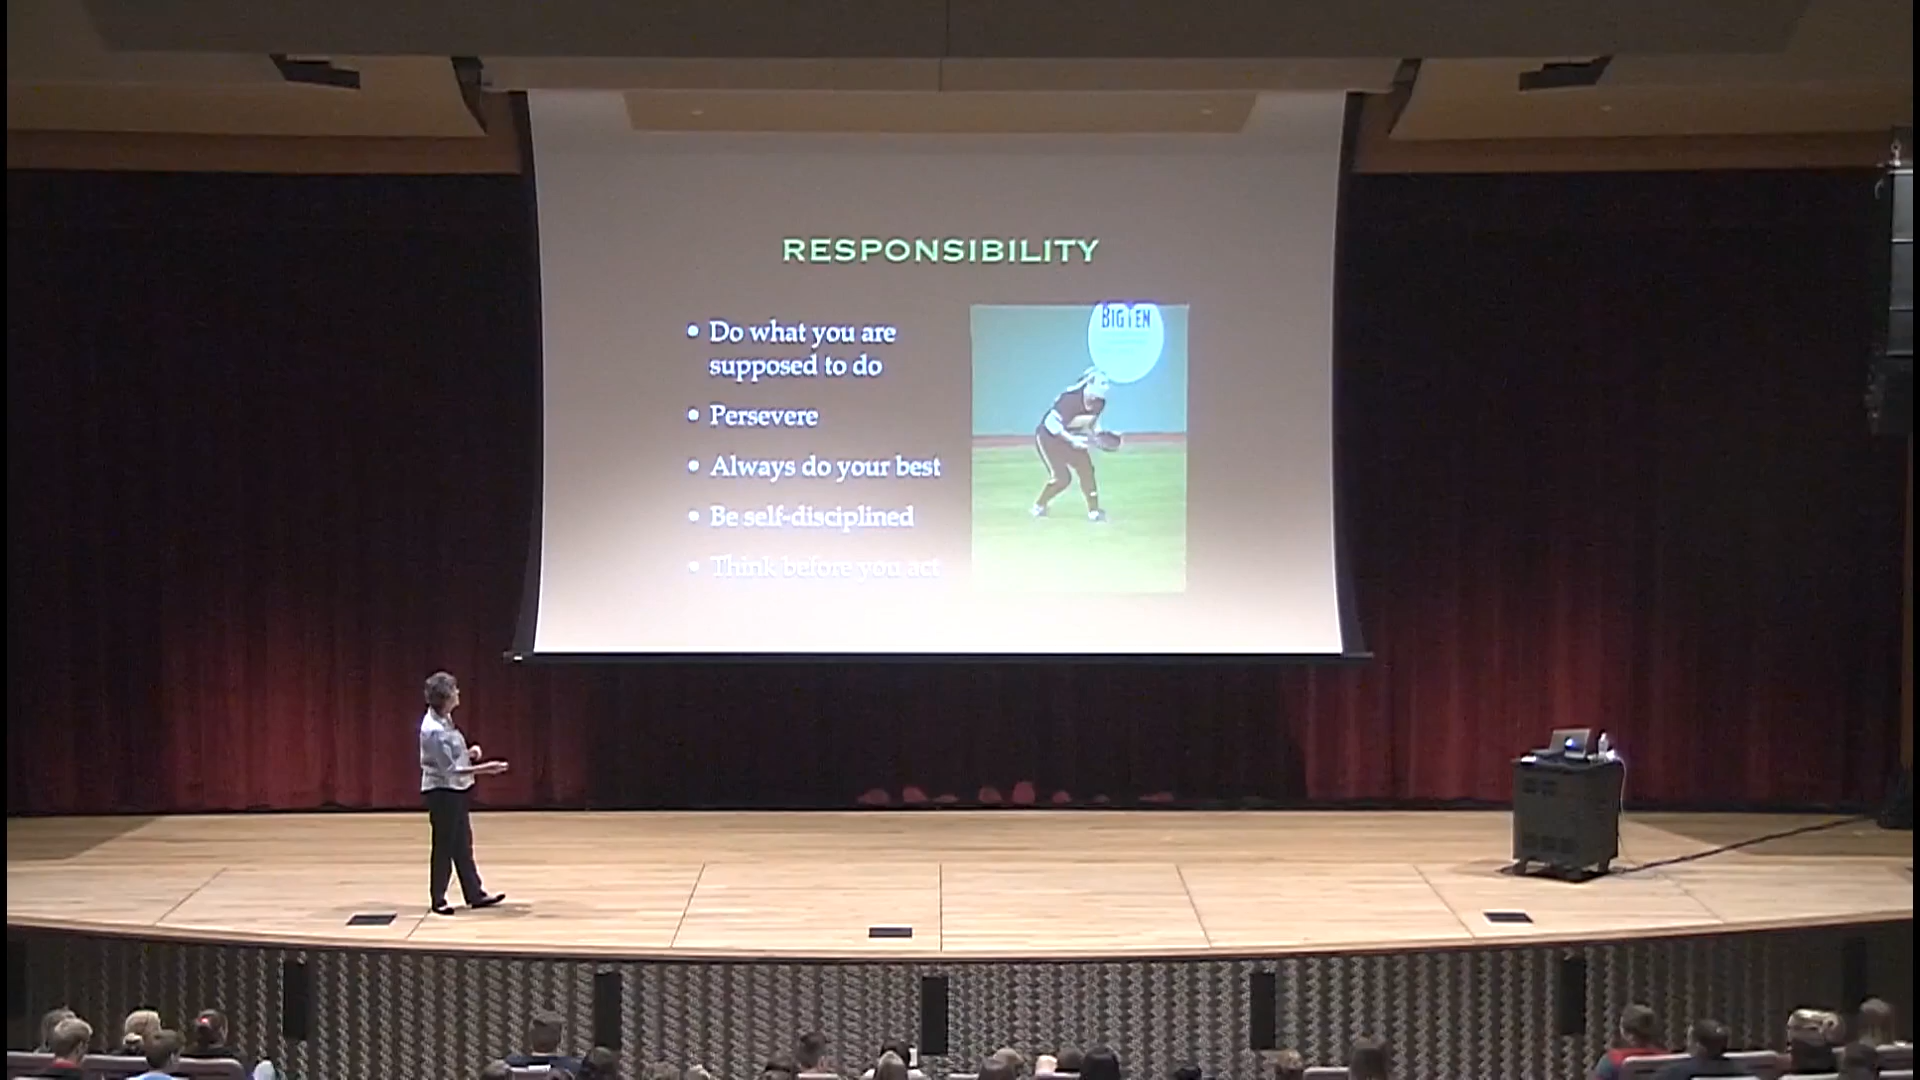 RESPONSIBILITY
• Do what you are
supposed to do
• Persevere
• Always do your best
• Be self-disciplined
• Think before you act
BIG TEN